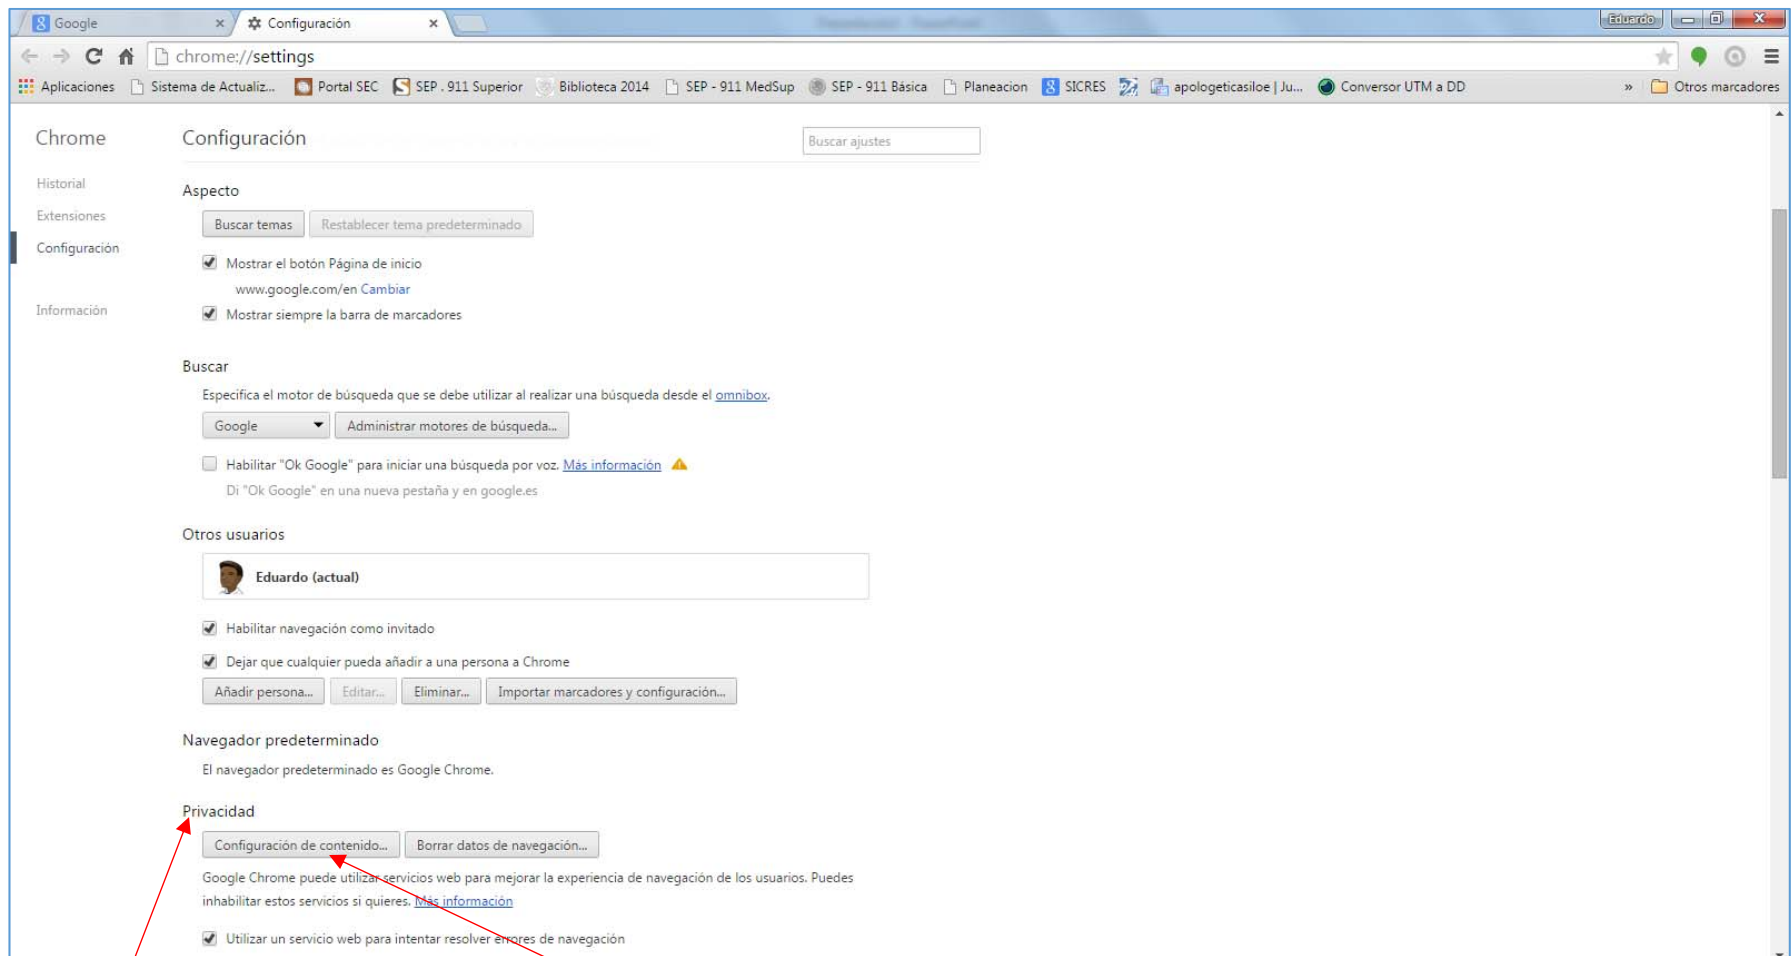 Google
Configuración
Eduardo
chrome://settings
Aplicaciones Sistema de Actualiz... Portal SEC SEP . 911 Superior Biblioteca 2014 SEP - 911 MedSup SEP - 911 Básica Planeacion SICRES apologeticasiloe | Ju... Conversor UTM a DD » Otros marcadores
Chrome
Historial
Extensiones
Configuración
Información
Configuración
Buscar ajustes
Aspecto
Buscar temas Restablecer tema predeterminado
Mostrar el botón Página de inicio
www.google.com/en Cambiar
Mostrar siempre la barra de marcadores
Buscar
Especifica el motor de búsqueda que se debe utilizar al realizar una búsqueda desde el omnibox.
Google Administrar motores de búsqueda...
Habilitar "Ok Google" para iniciar una búsqueda por voz. Más información
Di "Ok Google" en una nueva pestaña y en google.es
Otros usuarios
Eduardo (actual)
Habilitar navegación como invitado
Dejar que cualquier pueda añadir a una persona a Chrome
Añadir persona... Editar... Eliminar... Importar marcadores y configuración...
Navegador predeterminado
El navegador predeterminado es Google Chrome.
Privacidad
Configuración de contenido... Borrar datos de navegación...
Google Chrome puede utilizar servicios web para mejorar la experiencia de navegación de los usuarios. Puedes
inhabilitar estos servicios si quieres. Más información
Utilizar un servicio web para intentar resolver errores de navegación